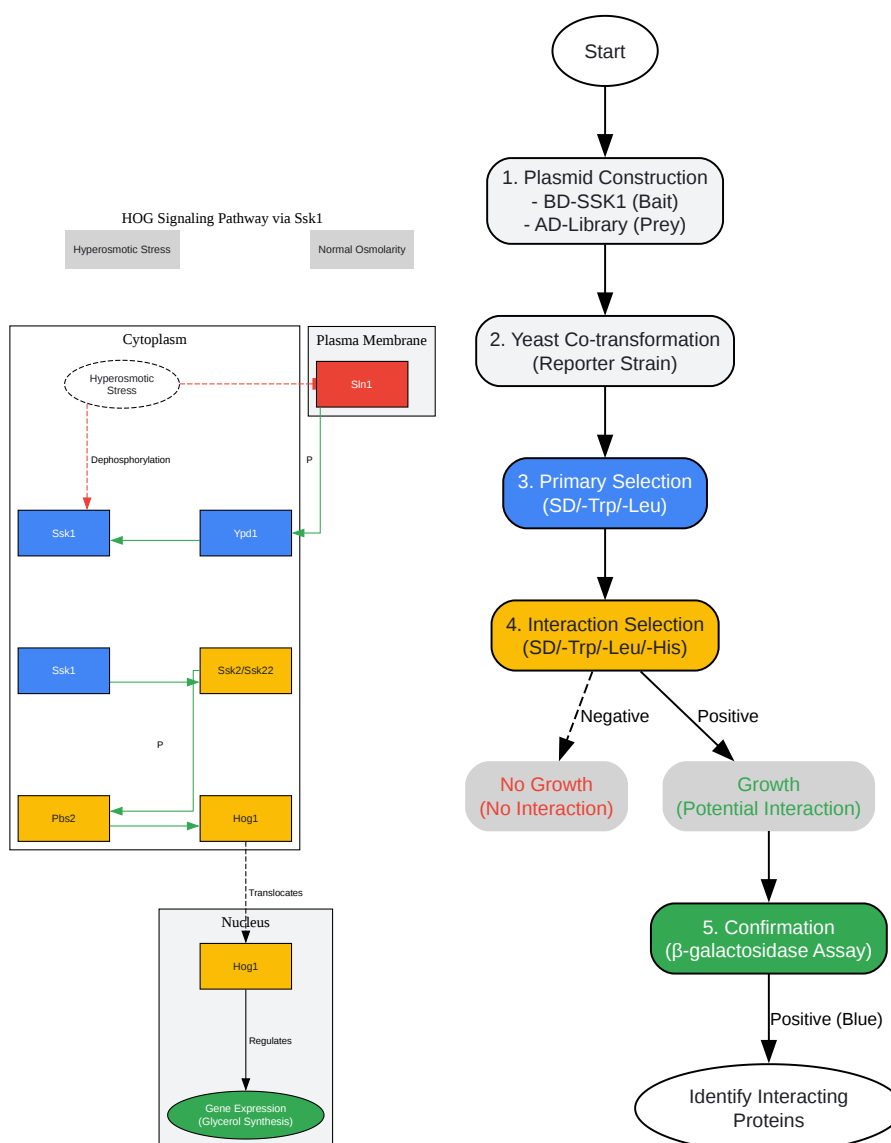 HOG Signaling Pathway via Ssk1
Hyperosmotic Stress
Normal Osmolarity
Cytoplasm
Plasma Membrane
Hyperosmotic
Stress
Sln1
Dephosphorylation
P
Ssk1
Ypd1
Ssk1
Ssk2/Ssk22
P
Pbs2
Hog1
Translocates
Nucleus
Hog1
Regulates
Gene Expression
(Glycerol Synthesis)
Start
1. Plasmid Construction
- BD-SSK1 (Bait)
- AD-Library (Prey)
2. Yeast Co-transformation
(Reporter Strain)
3. Primary Selection
(SD/-Trp/-Leu)
4. Interaction Selection
(SD/-Trp/-Leu/-His)
Negative
Positive
No Growth
(No Interaction)
Growth
(Potential Interaction)
5. Confirmation
(β-galactosidase Assay)
Positive (Blue)
Identify Interacting
Proteins